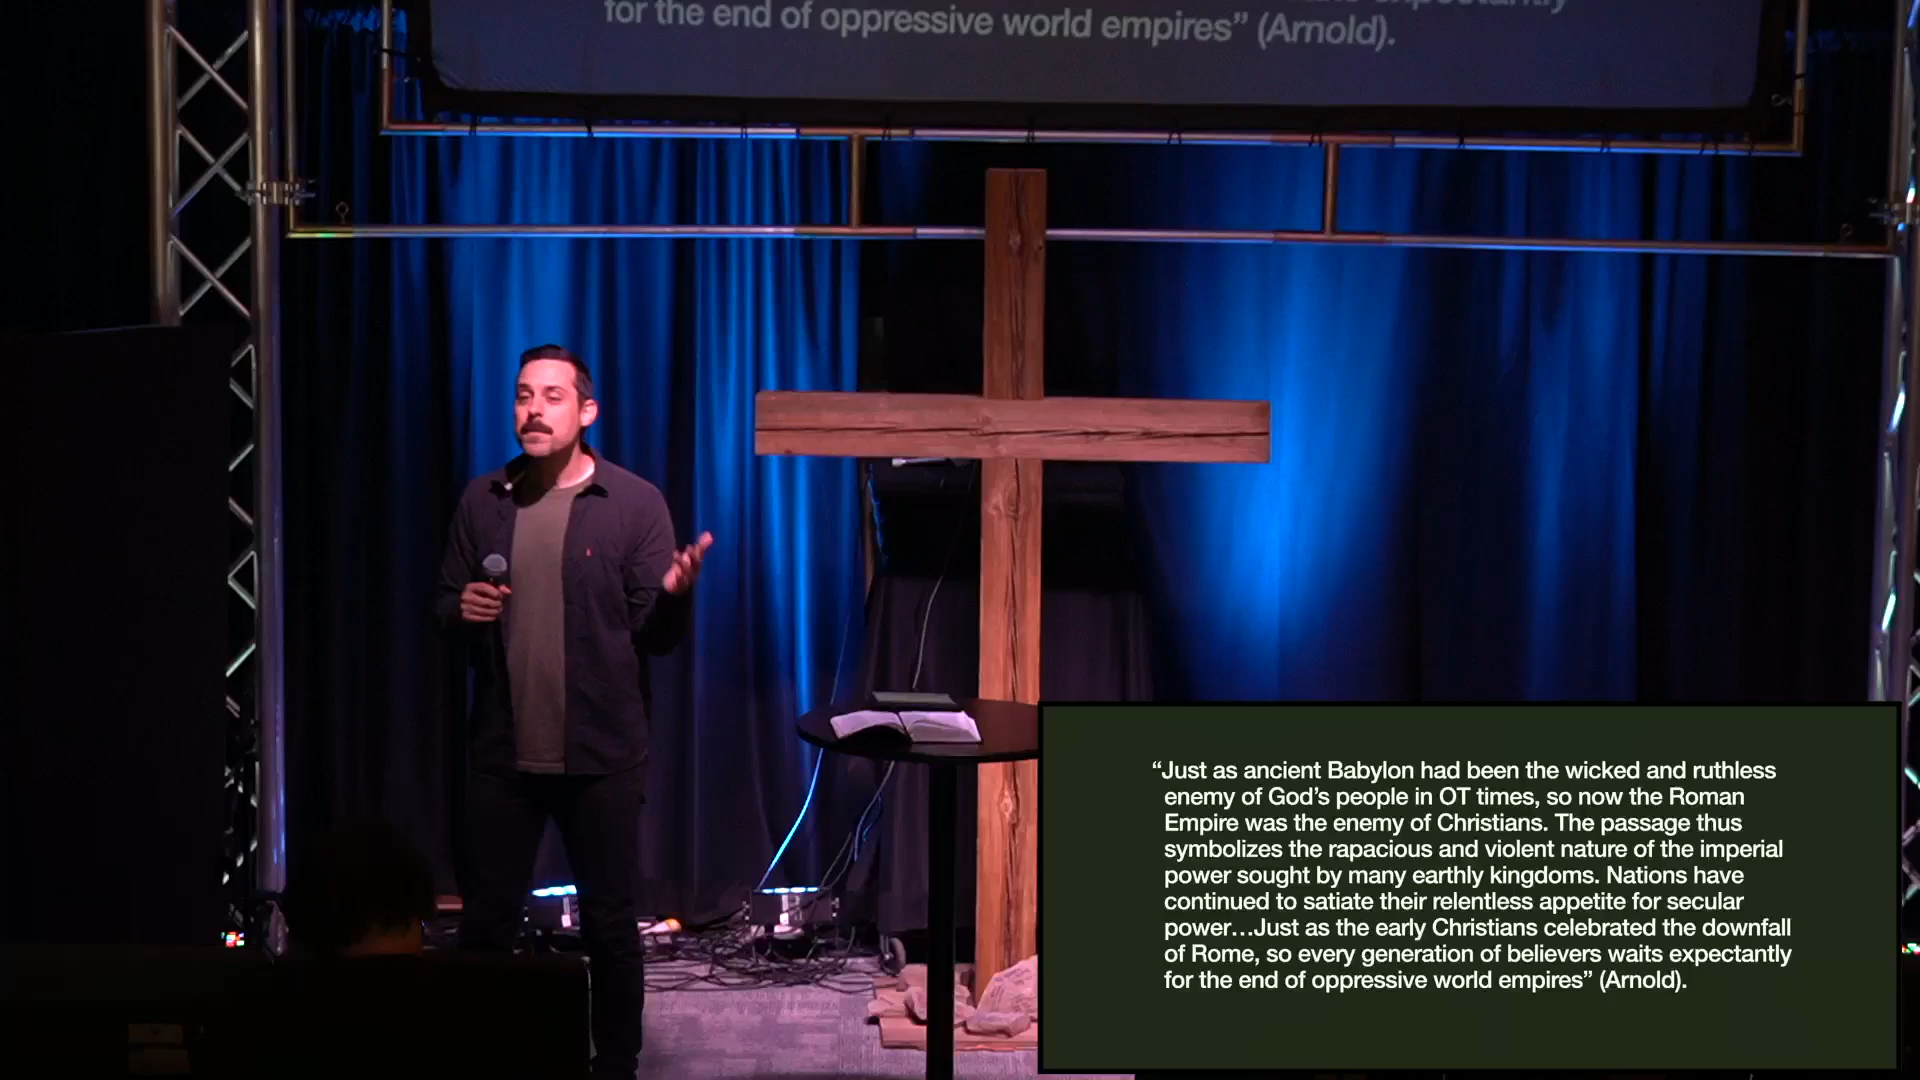 expectantly
for the end of oppressive world empires” (Arnold).
“Just as ancient Babylon had been the wicked and ruthless
enemy of God’s people in OT times, so now the Roman
Empire was the enemy of Christians. The passage thus
symbolizes the rapacious and violent nature of the imperial
power sought by many earthly kingdoms. Nations have
continued to satiate their relentless appetite for secular
power…Just as the early Christians celebrated the downfall
of Rome, so every generation of believers waits expectantly
for the end of oppressive world empires” (Arnold).